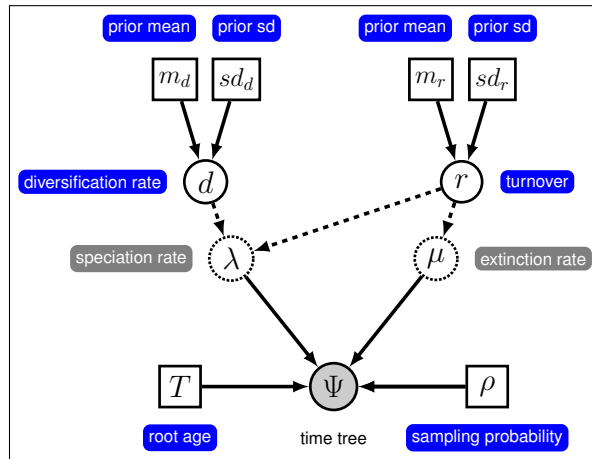 prior mean prior sd prior mean prior sd
m_d sd_d m_r sd_r
diversification rate d r turnover
speciation rate λ μ extinction rate
T Ψ ρ
root age time tree sampling probability